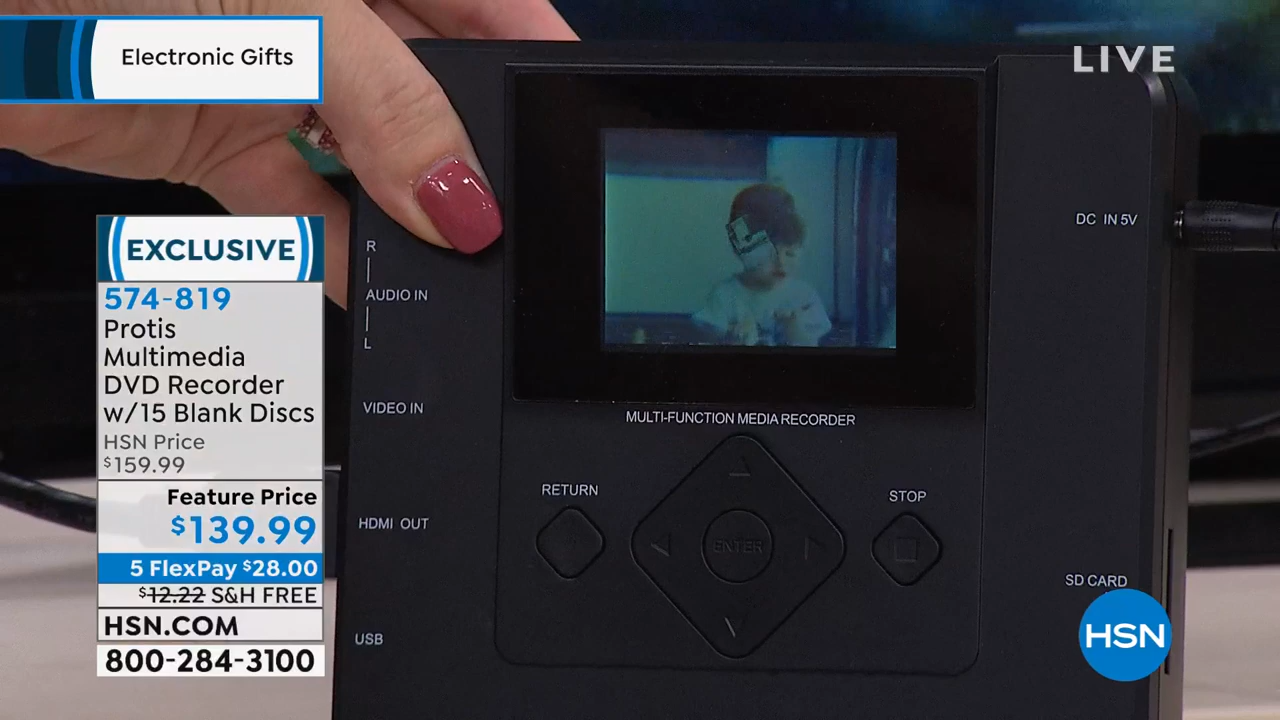 Electronic Gifts
LIVE
EXCLUSIVE
574-819
Protis
Multimedia
DVD Recorder
w/15 Blank Discs
HSN Price
$159.99
Feature Price
$139.99
5 FlexPay $28.00
$12.22 S&H FREE
HSN.COM
800-284-3100
R
AUDIO IN
L
VIDEO IN
HDMI OUT
USB
MULTI-FUNCTION MEDIA RECORDER
RETURN
ENTER
STOP
DC IN 5V
SD CARD
HSN